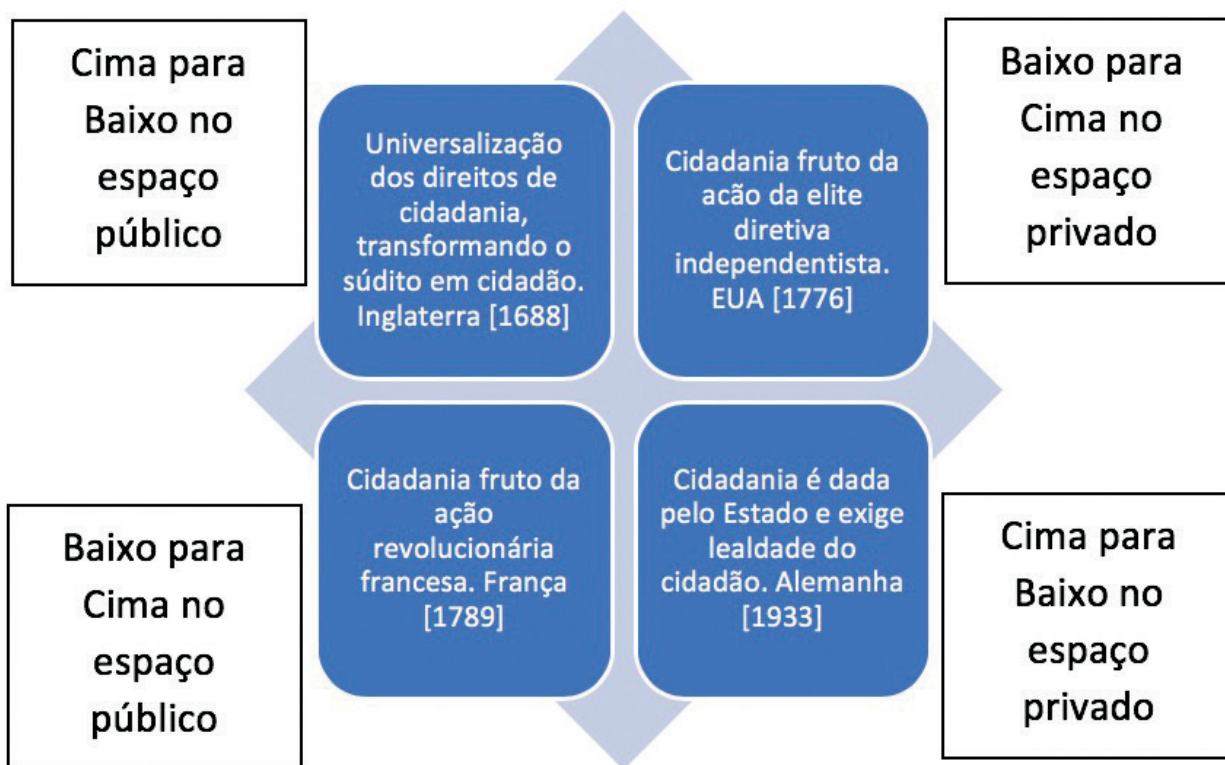 Cima para
Baixo no
espaço
público
Universalização
dos direitos de
cidadania,
transformando o
súdito em cidadão.
Inglaterra [1688]
Cidadania fruto da
acão da elite
diretiva
independentista.
EUA [1776]
Baixo para
Cima no
espaço
privado
Baixo para
Cima no
espaço
público
Cidadania fruto da
ação
revolucionária
francesa. França
[1789]
Cidadania é dada
pelo Estado e exige
lealdade do
cidadão. Alemanha
[1933]
Cima para
Baixo no
espaço
privado